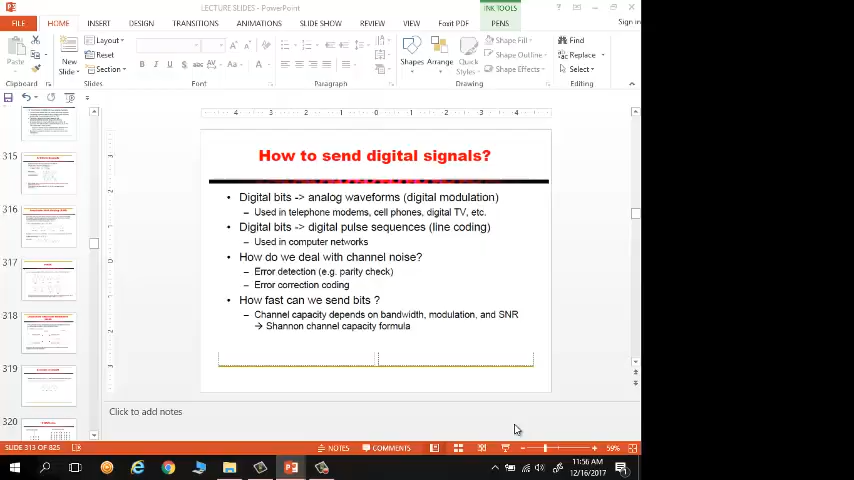 LECTURE SLIDES - PowerPoint
INK TOOLS
Sign in
FILE
HOME
INSERT
DESIGN
TRANSITIONS
ANIMATIONS
SLIDE SHOW
REVIEW
VIEW
Foxit PDF
PENS
Paste
New
Slide
Layout
Reset
Section
Shapes
Arrange
Quick
Styles
Shape Fill
Shape Outline
Shape Effects
Find
Replace
Select
Clipboard
Slides
Font
Paragraph
Drawing
Editing
315
316
317
318
319
320
How to send digital signals?
• Digital bits -> analog waveforms (digital modulation)
– Used in telephone modems, cell phones, digital TV, etc.
• Digital bits -> digital pulse sequences (line coding)
– Used in computer networks
• How do we deal with channel noise?
– Error detection (e.g. parity check)
– Error correction coding
• How fast can we send bits ?
– Channel capacity depends on bandwidth, modulation, and SNR
→ Shannon channel capacity formula
Click to add notes
SLIDE 313 OF 825
NOTES
COMMENTS
59%
11:56 AM
12/16/2017